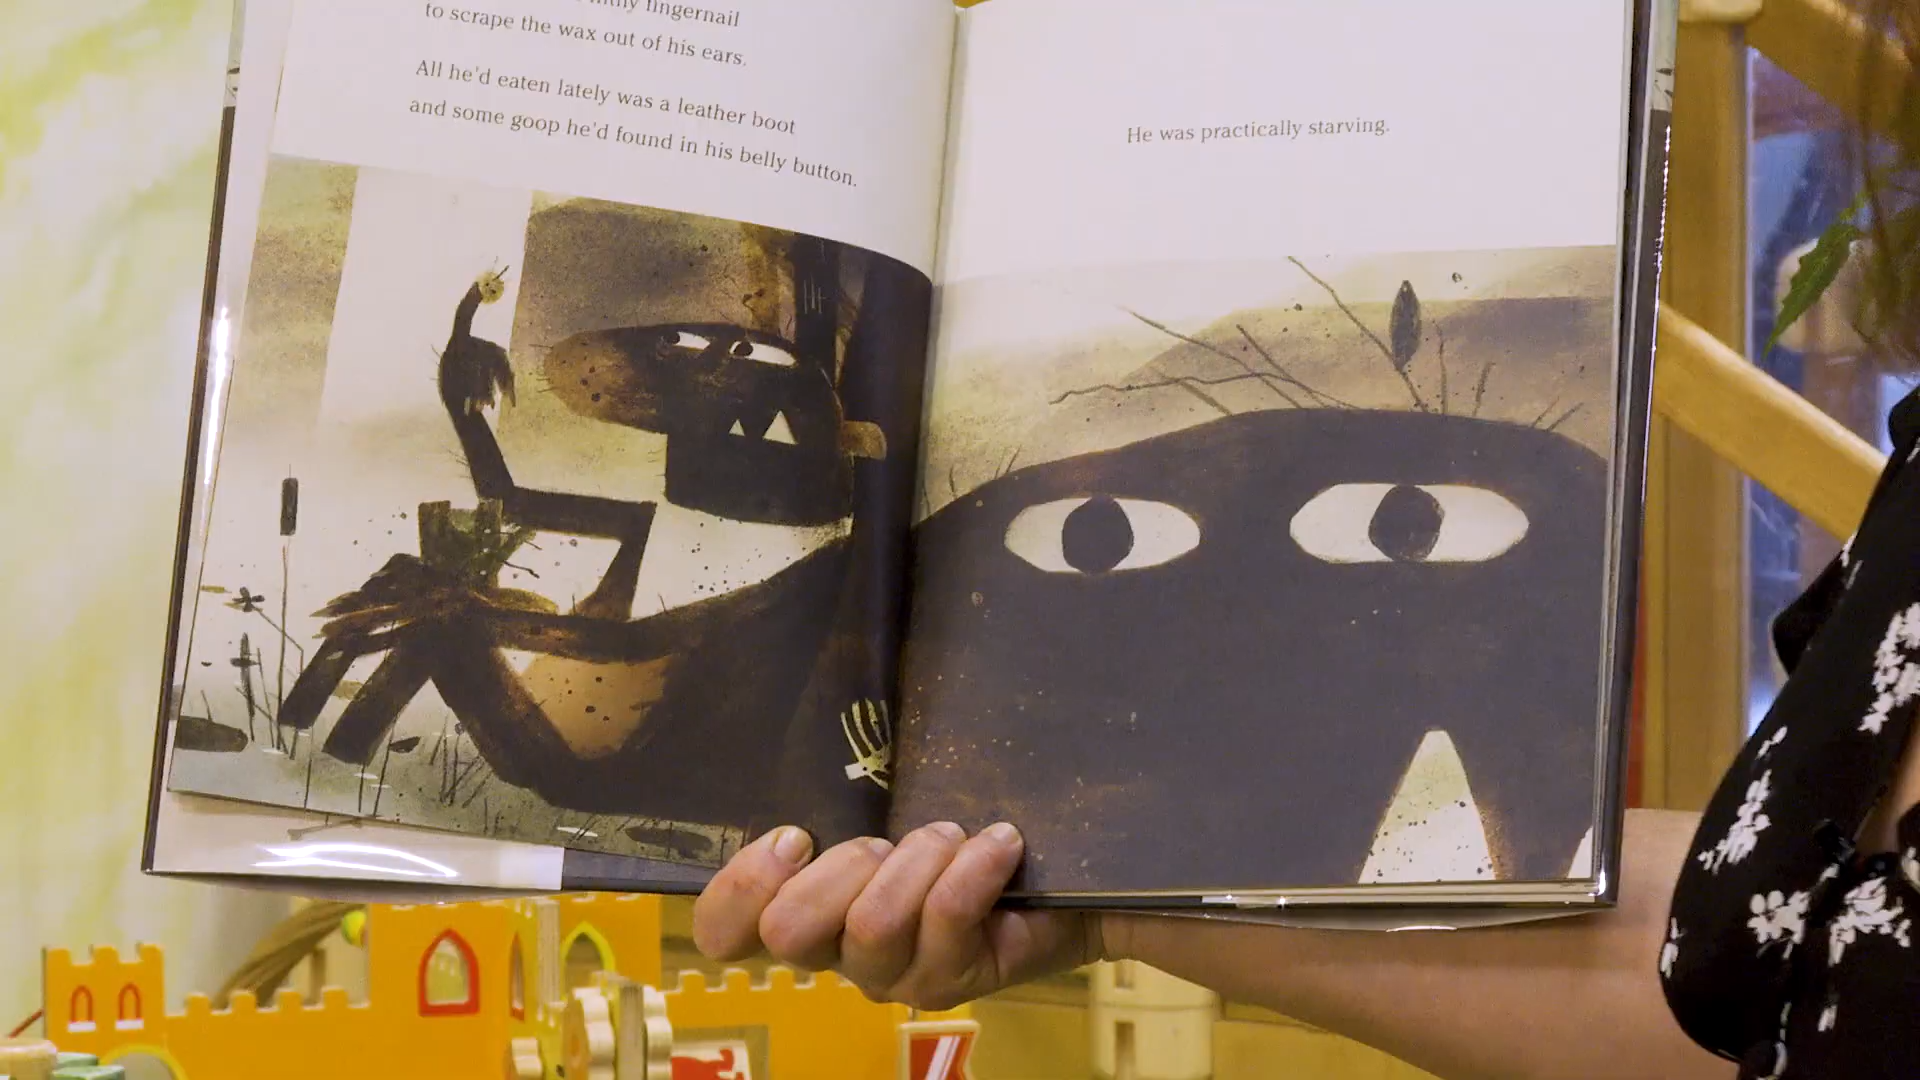 fingernail
to scrape the wax out of his ears.
All he'd eaten lately was a leather boot
and some goop he'd found in his belly button.
He was practically starving.